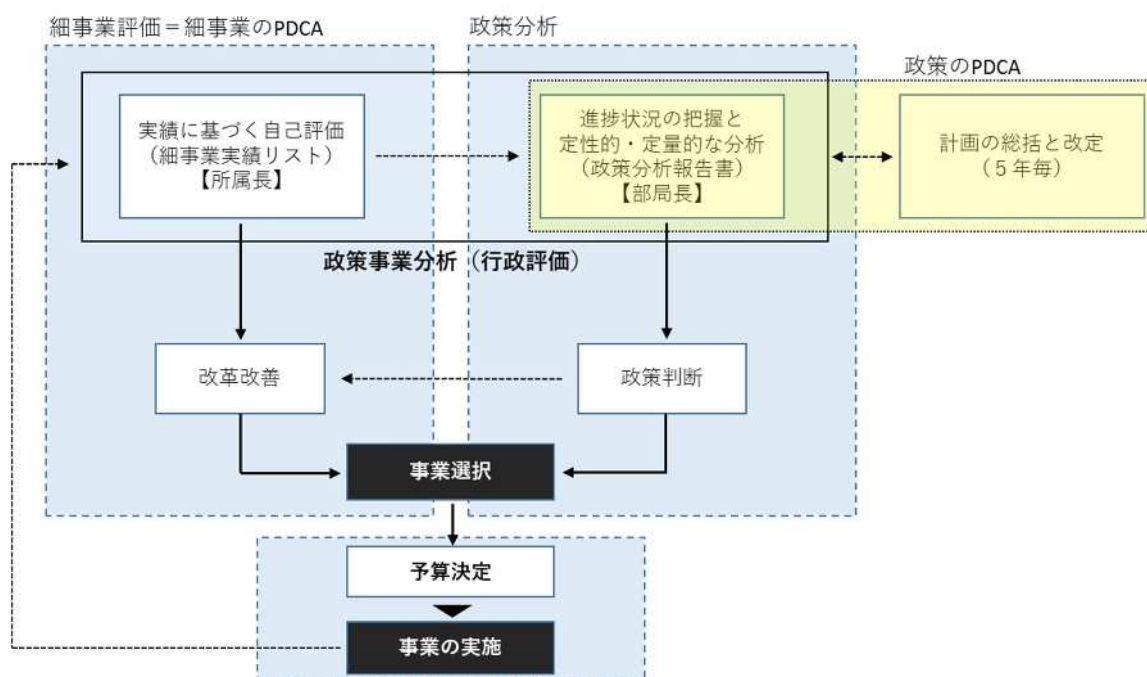 細事業評価＝細事業のPDCA
政策分析
政策のPDCA
実績に基づく自己評価
（細事業実績リスト）
【所属長】
進捗状況の把握と
定性的・定量的な分析
（政策分析報告書）
【部局長】
計画の総括と改定
（５年毎）
政策事業分析（行政評価）
改革改善
政策判断
事業選択
予算決定
事業の実施